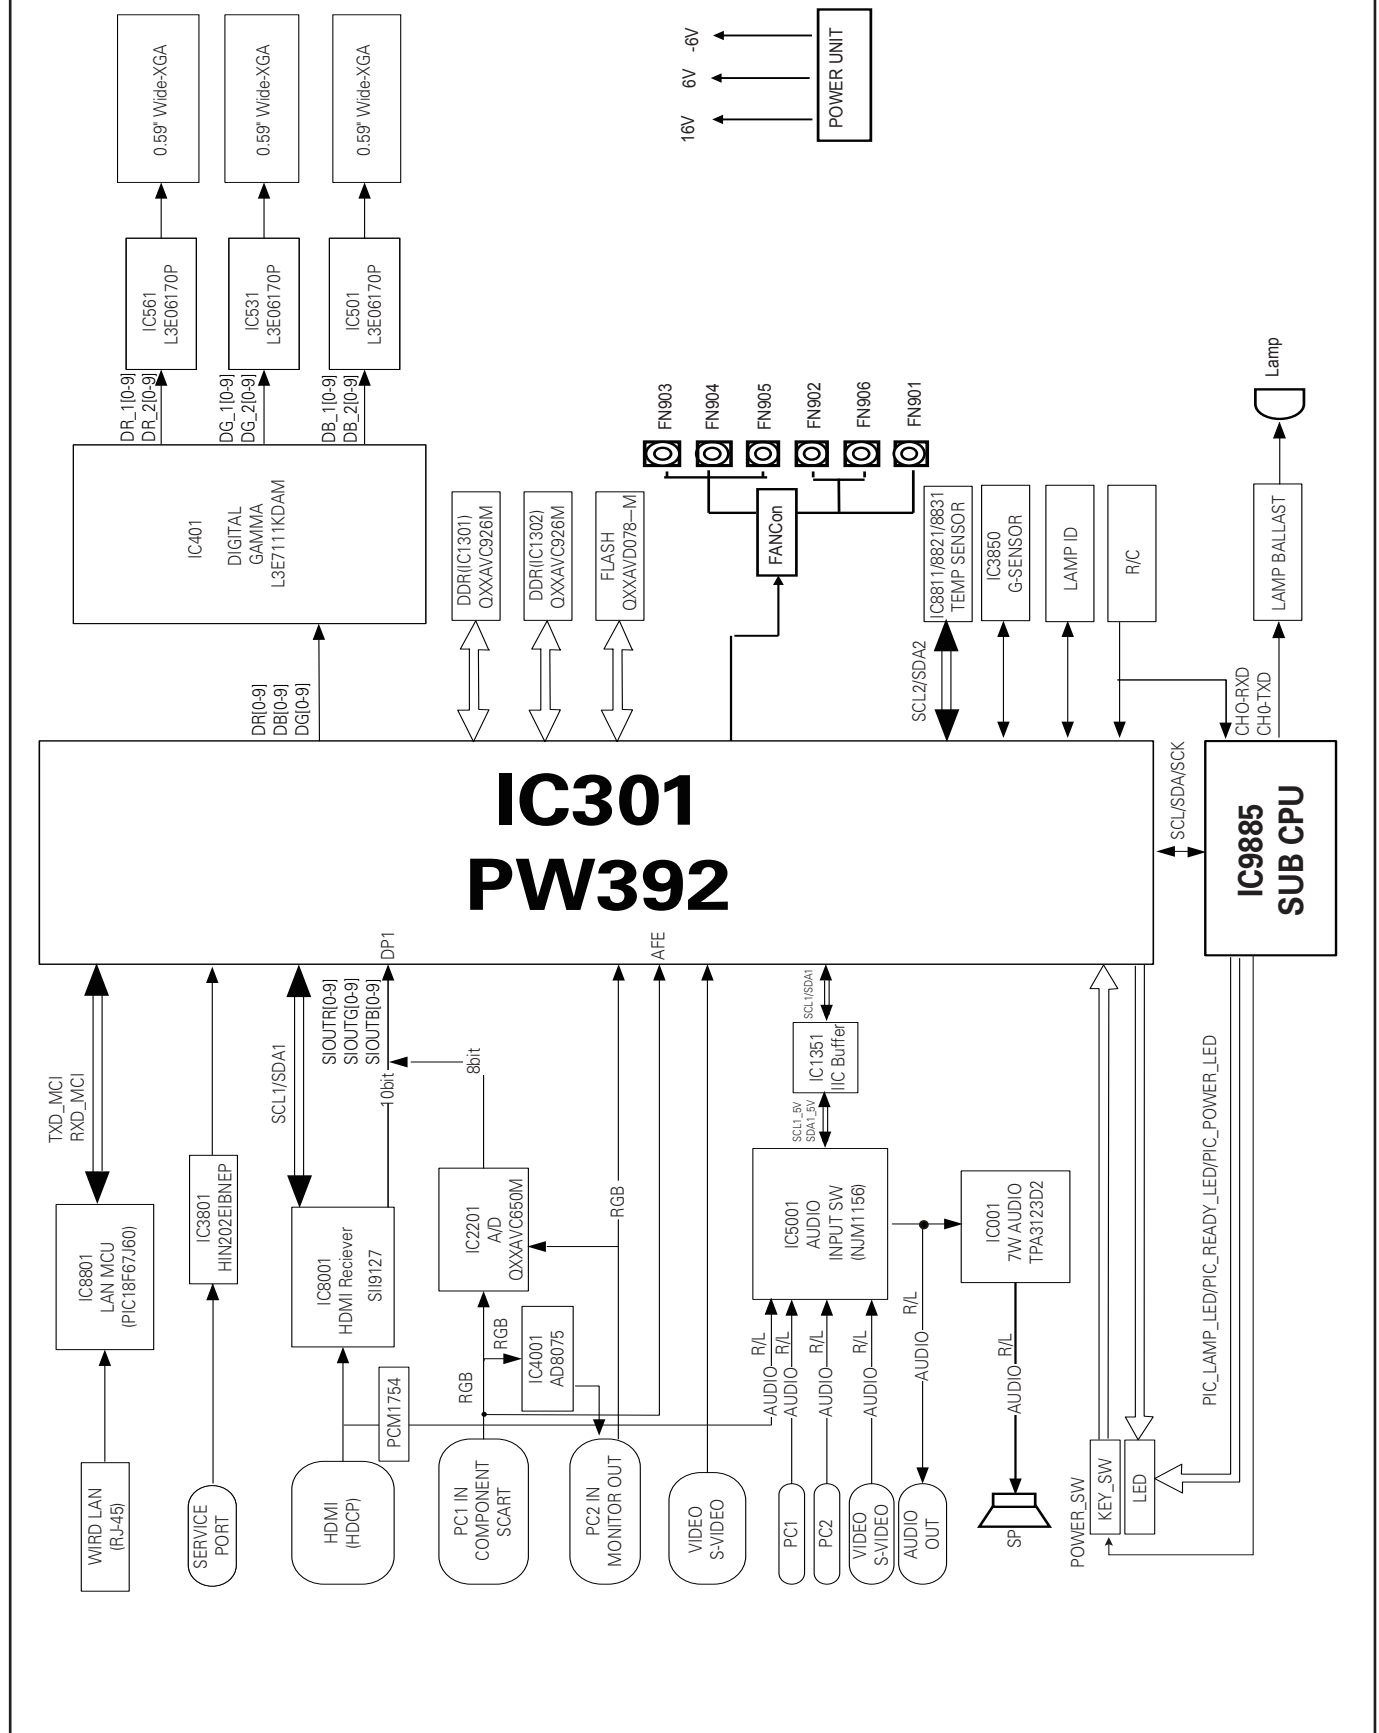 0.59" Wide-XGA
0.59" Wide-XGA
0.59" Wide-XGA
-6V
6V
16V
POWER UNIT
IC561
L3E06170P
IC531
L3E06170P
IC501
L3E06170P
DR_1[0-9]
DR_2[0-9]
DG_1[0-9]
DG_2[0-9]
DB_1[0-9]
DB_2[0-9]
IC401
DIGITAL
GAMMA
L3E7111KDAM
FN903
FN904
FN905
FN902
FN906
FN901
FANCon
Lamp
LAMP BALLAST
DDR(IC1301)
QXXAVC926M
DDR(IC1302)
QXXAVC926M
FLASH
QXXAVD078—M
IC8811/8821/8831
TEMP SENSOR
IC3850
G-SENSOR
LAMP ID
R/C
DR[0-9]
DB[0-9]
DG[0-9]
SCL2/SDA2
CHO-RXD
CH0-TXD
IC301
PW392
SCL/SDA/SCK
IC9885
SUB CPU
DP1
AFE
TXD_MCI
RXD_MCI
SCL1/SDA1
SIOUTR[0-9]
SIOUTG[0-9]
SIOUTB[0-9]
10bit
8bit
RGB
SCL1/SDA1
IC1351
IIC Buffer
SCL1_5V
SDA1_5V
PIC_LAMP_LED/PIC_READY_LED/PIC_POWER_LED
IC8801
LAN MCU
(PIC18F67J60)
IC3801
HIN202EIBNEP
IC8001
HDMI Reciever
SII9127
IC2201
A/D
QXXAVC650M
IC5001
AUDIO
INPUT SW
(NJM1156)
IC001
7W AUDIO
TPA3123D2
PCM1754
RGB
RGB
IC4001
AD8075
AUDIO R/L
AUDIO R/L
AUDIO R/L
AUDIO R/L
AUDIO R/L
AUDIO R/L
WIRD LAN
(RJ-45)
SERVICE
PORT
HDMI
(HDCP)
PC1 IN
COMPONENT
SCART
PC2 IN
MONITOR OUT
VIDEO
S-VIDEO
PC1
PC2
VIDEO
S-VIDEO
AUDIO
OUT
SP
POWER_SW
KEY_SW
LED